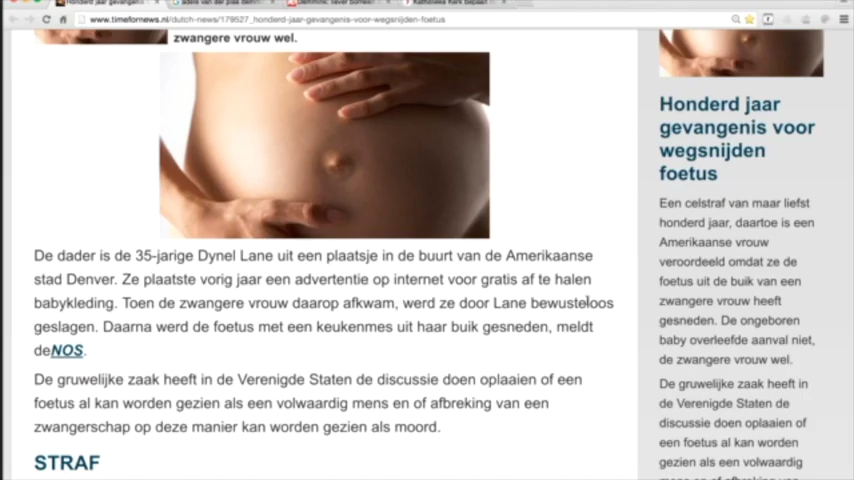 Honderd jaar gevangenis
www.timefornews.nl/dutch-news/179527_honderd-jaar-gevangenis-voor-wegsnijden-foetus
zwangere vrouw wel.
De dader is de 35-jarige Dynel Lane uit een plaatsje in de buurt van de Amerikaanse
stad Denver. Ze plaatste vorig jaar een advertentie op internet voor gratis af te halen
babykleding. Toen de zwangere vrouw daarop afkwam, werd ze door Lane bewusteloos
geslagen. Daarna werd de foetus met een keukenmes uit haar buik gesneden, meldt
deNOS.
De gruwelijke zaak heeft in de Verenigde Staten de discussie doen oplaaien of een
foetus al kan worden gezien als een volwaardig mens en of afbreking van een
zwangerschap op deze manier kan worden gezien als moord.
STRAF
Honderd jaar
gevangenis voor
wegsnijden
foetus
Een celstraf van maar liefst
honderd jaar, daartoe is een
Amerikaanse vrouw
veroordeeld omdat ze de
foetus uit de buik van een
zwangere vrouw heeft
gesneden. De ongeboren
baby overleefde aanval niet,
de zwangere vrouw wel.
De gruwelijke zaak heeft in
de Verenigde Staten de
discussie doen oplaaien of
een foetus al kan worden
gezien als een volwaardig